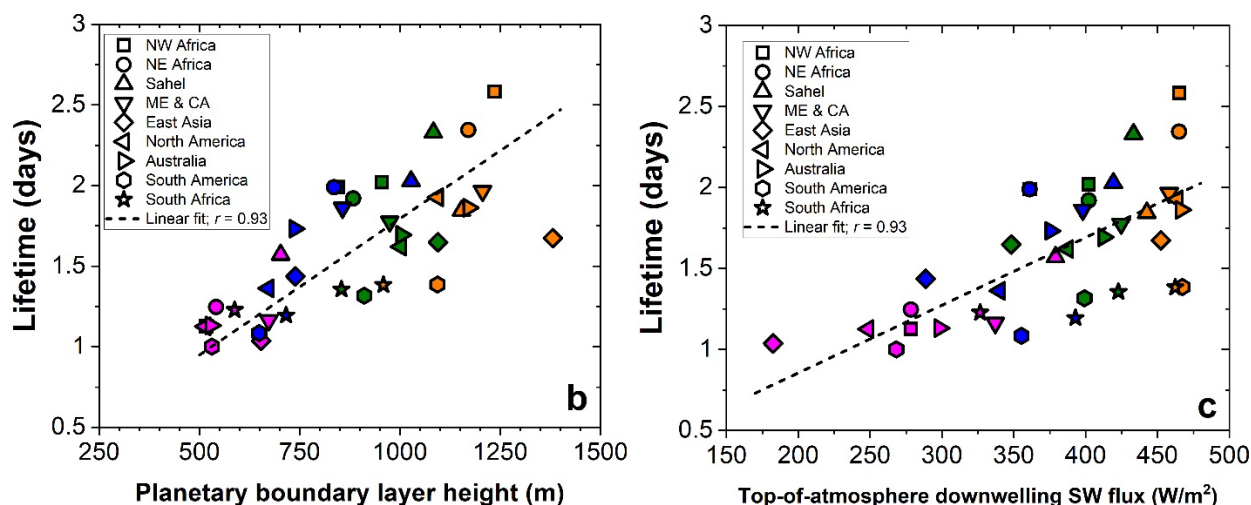 3
2.5
2
1.5
1
0.5
Lifetime (days)
NW Africa
NE Africa
Sahel
ME & CA
East Asia
North America
Australia
South America
South Africa
Linear fit; r = 0.93
b
250 500 750 1000 1250 1500
Planetary boundary layer height (m)
3
2.5
2
1.5
1
0.5
Lifetime (days)
NW Africa
NE Africa
Sahel
ME & CA
East Asia
North America
Australia
South America
South Africa
Linear fit; r = 0.93
c
150 200 250 300 350 400 450 500
Top-of-atmosphere downwelling SW flux (W/m²)